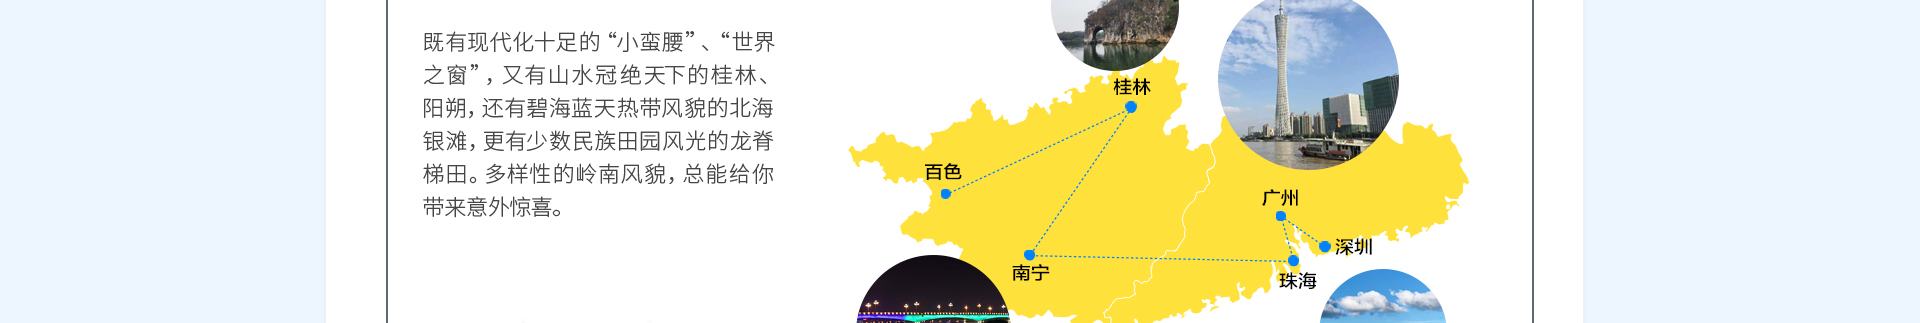 既有现代化十足的“小蛮腰”、“世界
之窗”，又有山水冠绝天下的桂林、
阳朔，还有碧海蓝天热带风貌的北海
银滩，更有少数民族田园风光的龙脊
梯田。多样性的岭南风貌，总能给你
带来意外惊喜。
桂林
百色
广州
深圳
南宁
珠海